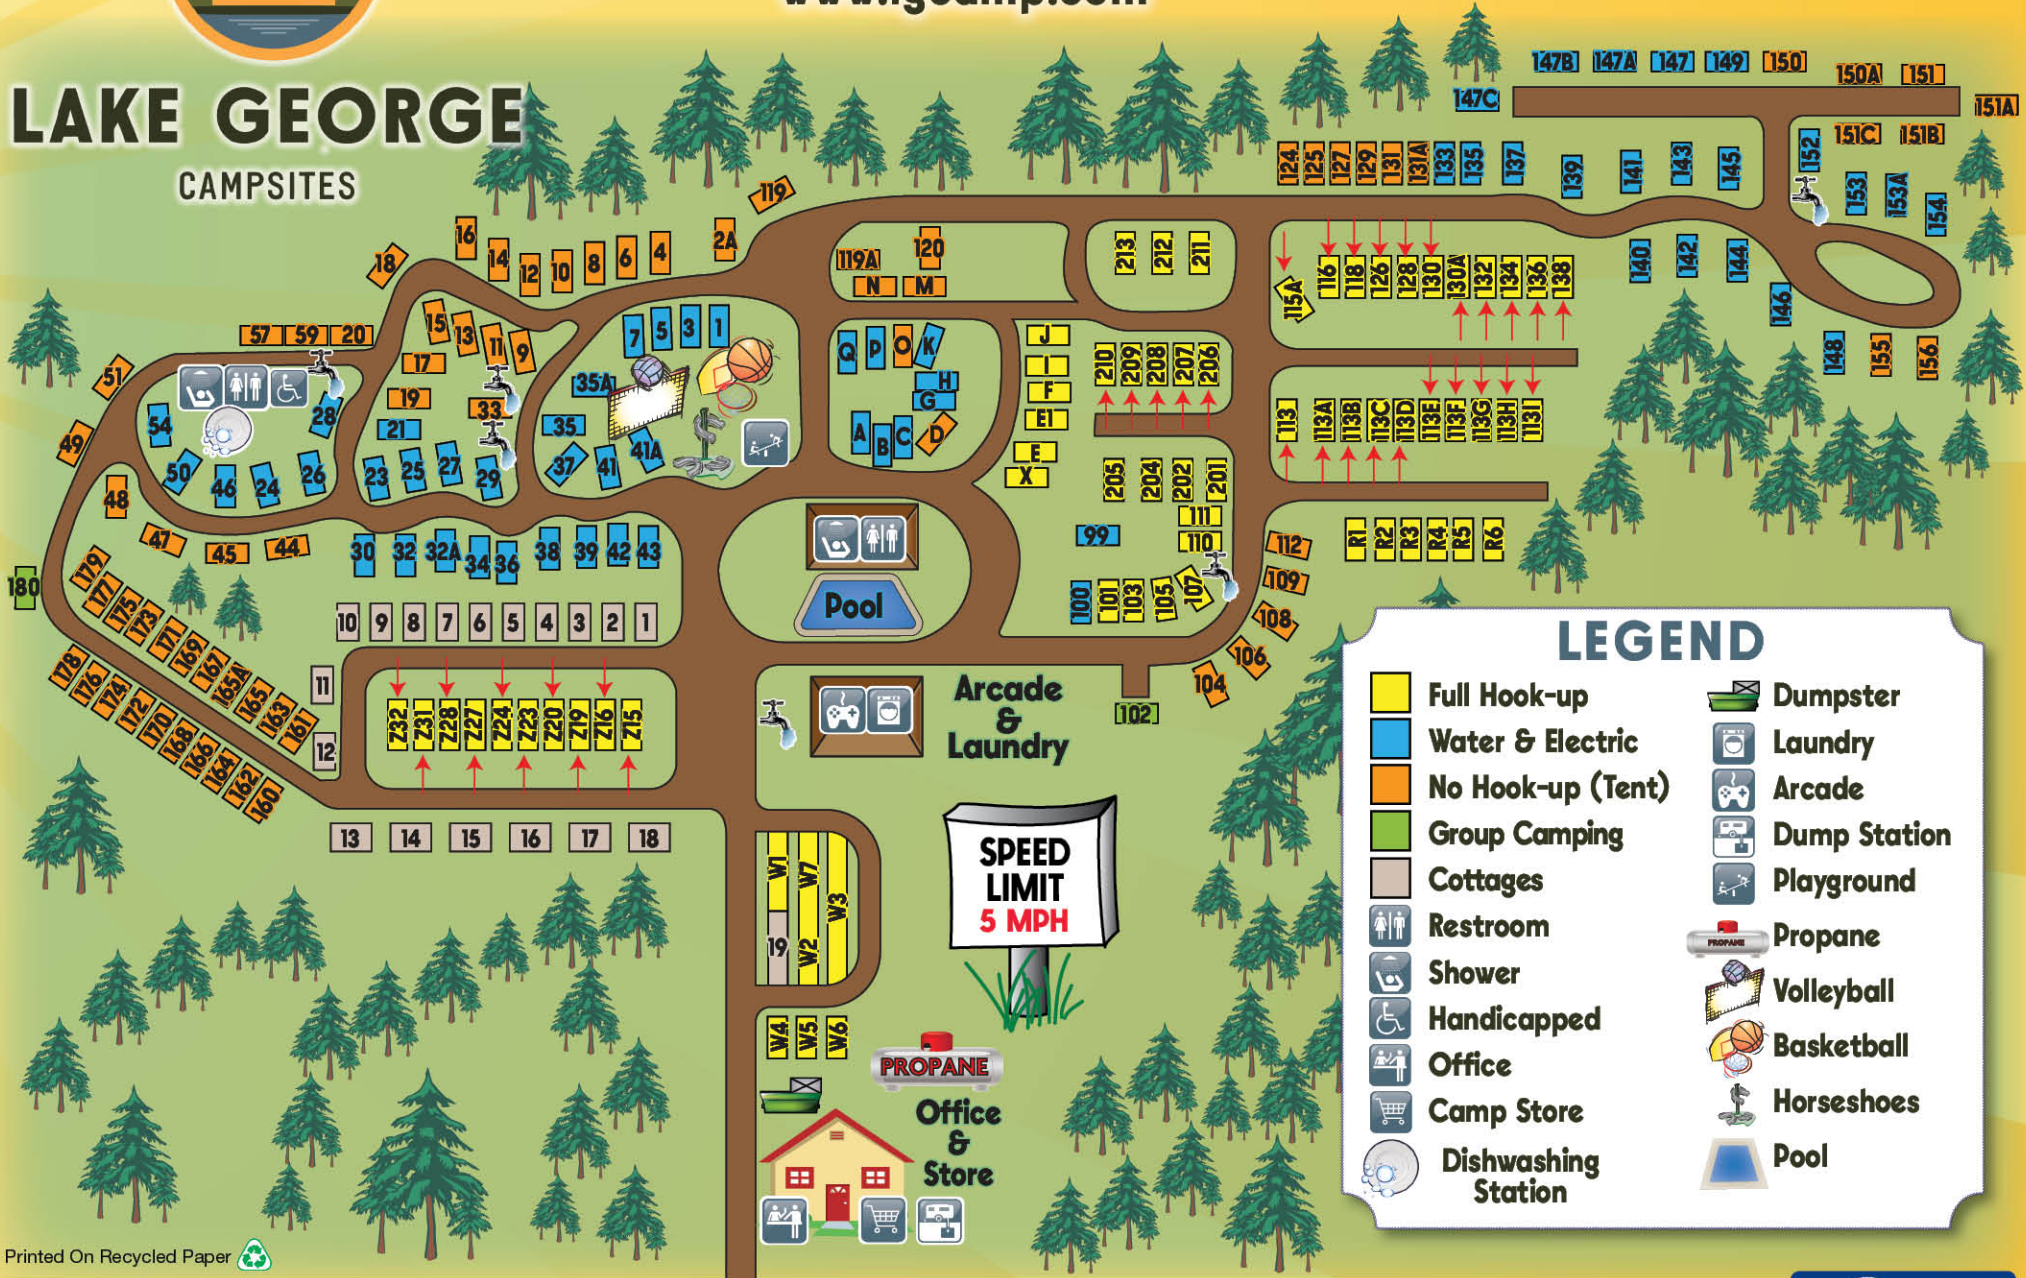 LAKE GEORGE
CAMPSITES
147B 147A 147 149 150
150A 151
147C
151A
151C 151B
124 125 127 129 131 131A 133 135 137
139 141 143 145
152
153 153A 154
119
16
14 12 10 8 6 4 2A
18
119A 120
N M
213 212 211
115A
116 118 126 128 130 130A 132 134 136 138
140 142 144
146
148 155 156
57 59 20
15 13 11 9
17
7 5 3 1
Q P O K
H
G
A B C D
J
I
F
E1
E
X
210 209 208 207 206
51
49
54
28
50 46 24 26
19
33
21
23 25 27 29
35A
35
37 41 41A
113 113A 113B 113C 113D 113E 113F 113G 113H 113I
205 204 202 201
111
110
99
48
47 45 44
30 32 32A 34 36 38 39 42 43
Pool
100 101 103 105 107
112
109
108
106
104
102
R1 R2 R3 R4 R5 R6
180
179 177 175 173 171 169 167 165A 165 163 161
178 176 174 172 170 168 166 164 162 160
10 9 8 7 6 5 4 3 2 1
11
12
Z32 Z31 Z28 Z27 Z24 Z23 Z20 Z19 Z16 Z15
13 14 15 16 17 18
Arcade
&
Laundry
W1 W7 W3
19 W2
W4 W5 W6
SPEED
LIMIT
5 MPH
PROPANE
Office
&
Store
LEGEND
Full Hook-up
Water & Electric
No Hook-up (Tent)
Group Camping
Cottages
Restroom
Shower
Handicapped
Office
Camp Store
Dishwashing
Station
Dumpster
Laundry
Arcade
Dump Station
Playground
PROPANE
Propane
Volleyball
Basketball
Horseshoes
Pool
Printed On Recycled Paper